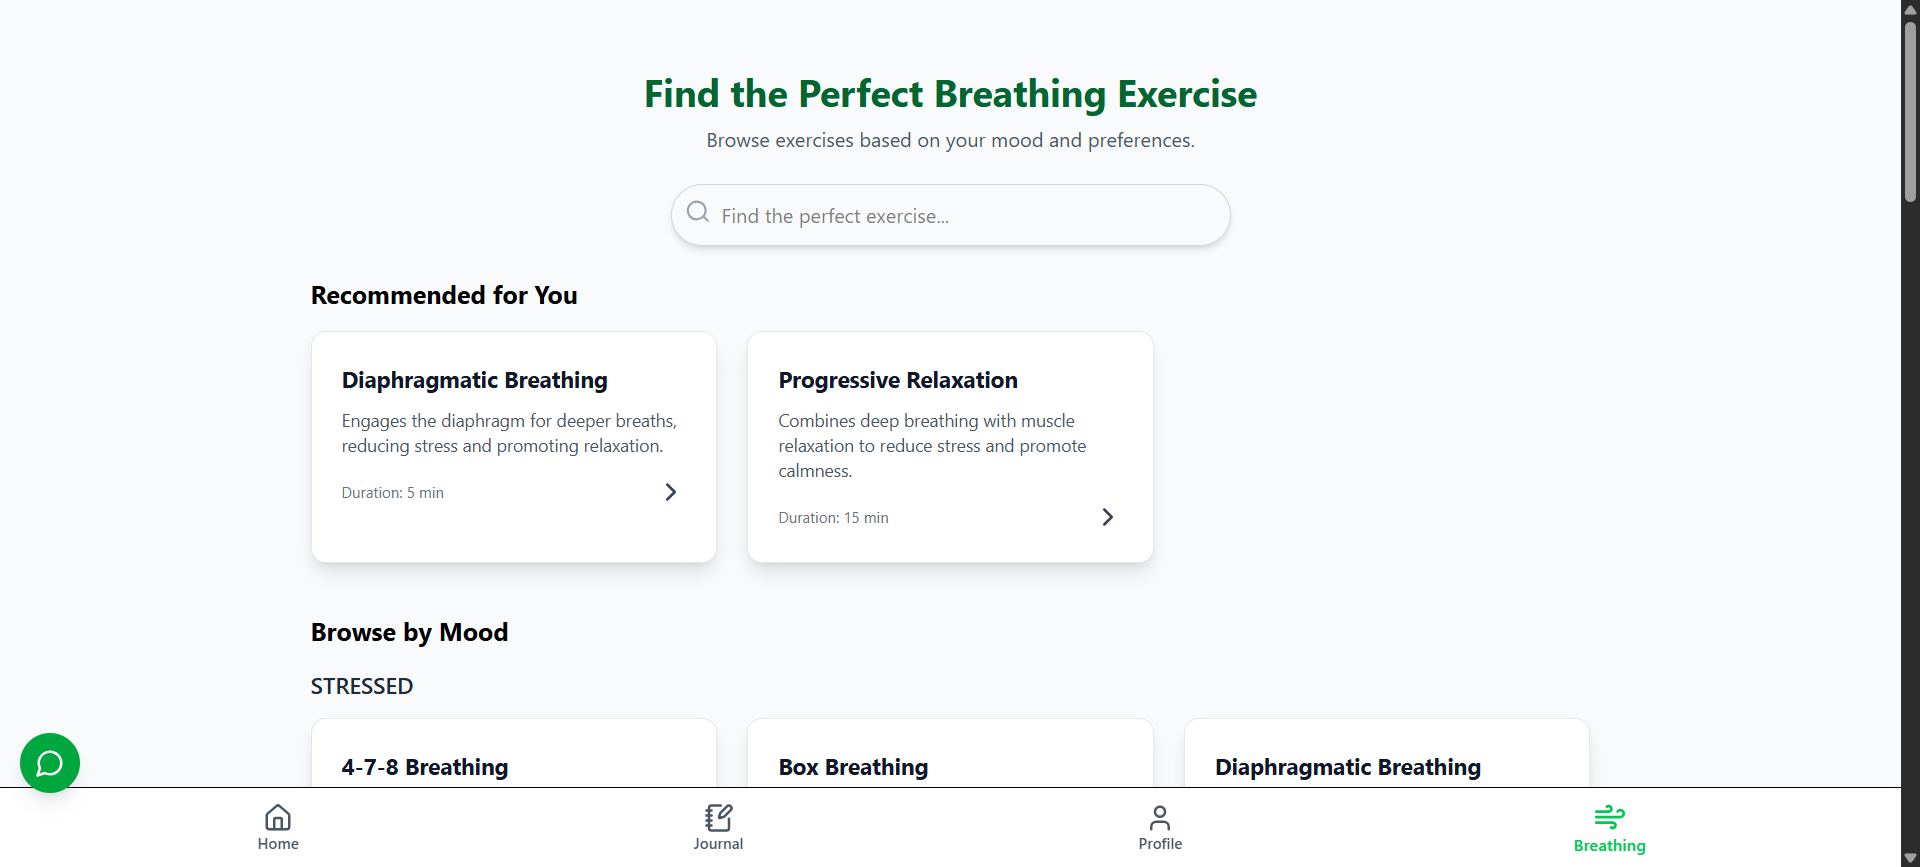 Find the Perfect Breathing Exercise
Browse exercises based on your mood and preferences.
Find the perfect exercise...
Recommended for You
Diaphragmatic Breathing
Engages the diaphragm for deeper breaths,
reducing stress and promoting relaxation.
Duration: 5 min
Progressive Relaxation
Combines deep breathing with muscle
relaxation to reduce stress and promote
calmness.
Duration: 15 min
Browse by Mood
STRESSED
4-7-8 Breathing
Box Breathing
Diaphragmatic Breathing
Home
Journal
Profile
Breathing